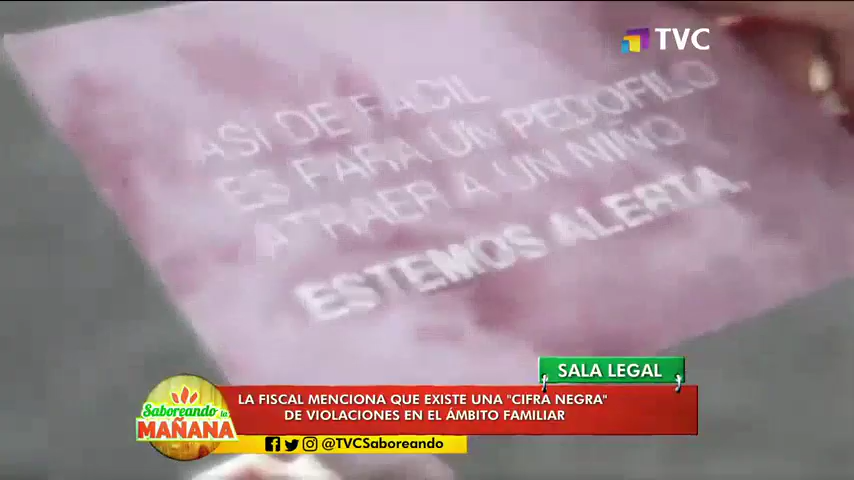 TVC
ASÍ DE FACIL
ES PARA UN PEDOFILO
ATRAER A UN NIÑO
ESTEMOS ALERTA.
SALA LEGAL
LA FISCAL MENCIONA QUE EXISTE UNA "CIFRA NEGRA"
DE VIOLACIONES EN EL ÁMBITO FAMILIAR
Saboreando la
MAÑANA
@TVCSaboreando